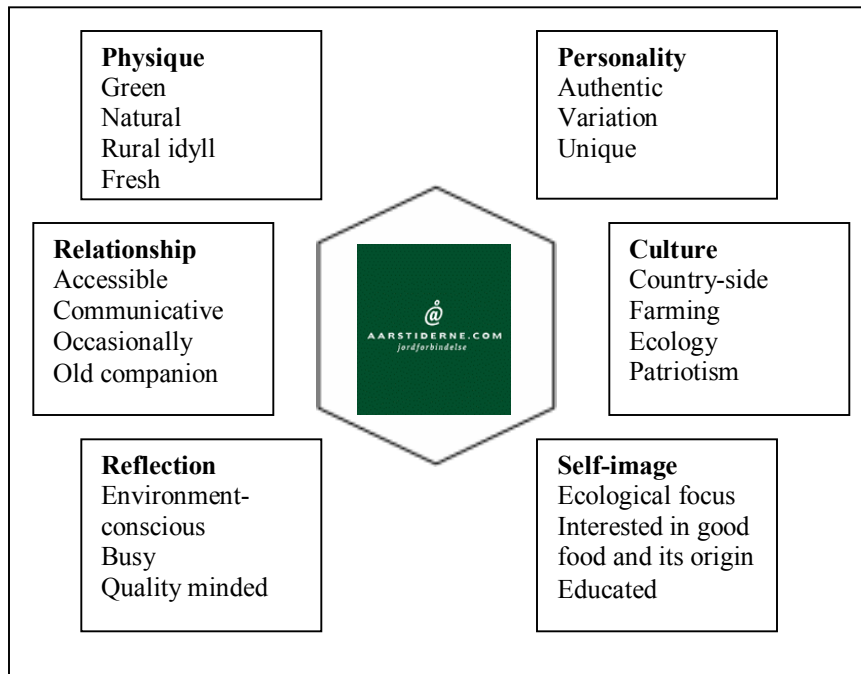 Physique
Green
Natural
Rural idyll
Fresh
Personality
Authentic
Variation
Unique
Relationship
Accessible
Communicative
Occasionally
Old companion
å
AARSTIDERNE.COM
jordforbindelse
Culture
Country-side
Farming
Ecology
Patriotism
Reflection
Environment-
conscious
Busy
Quality minded
Self-image
Ecological focus
Interested in good
food and its origin
Educated